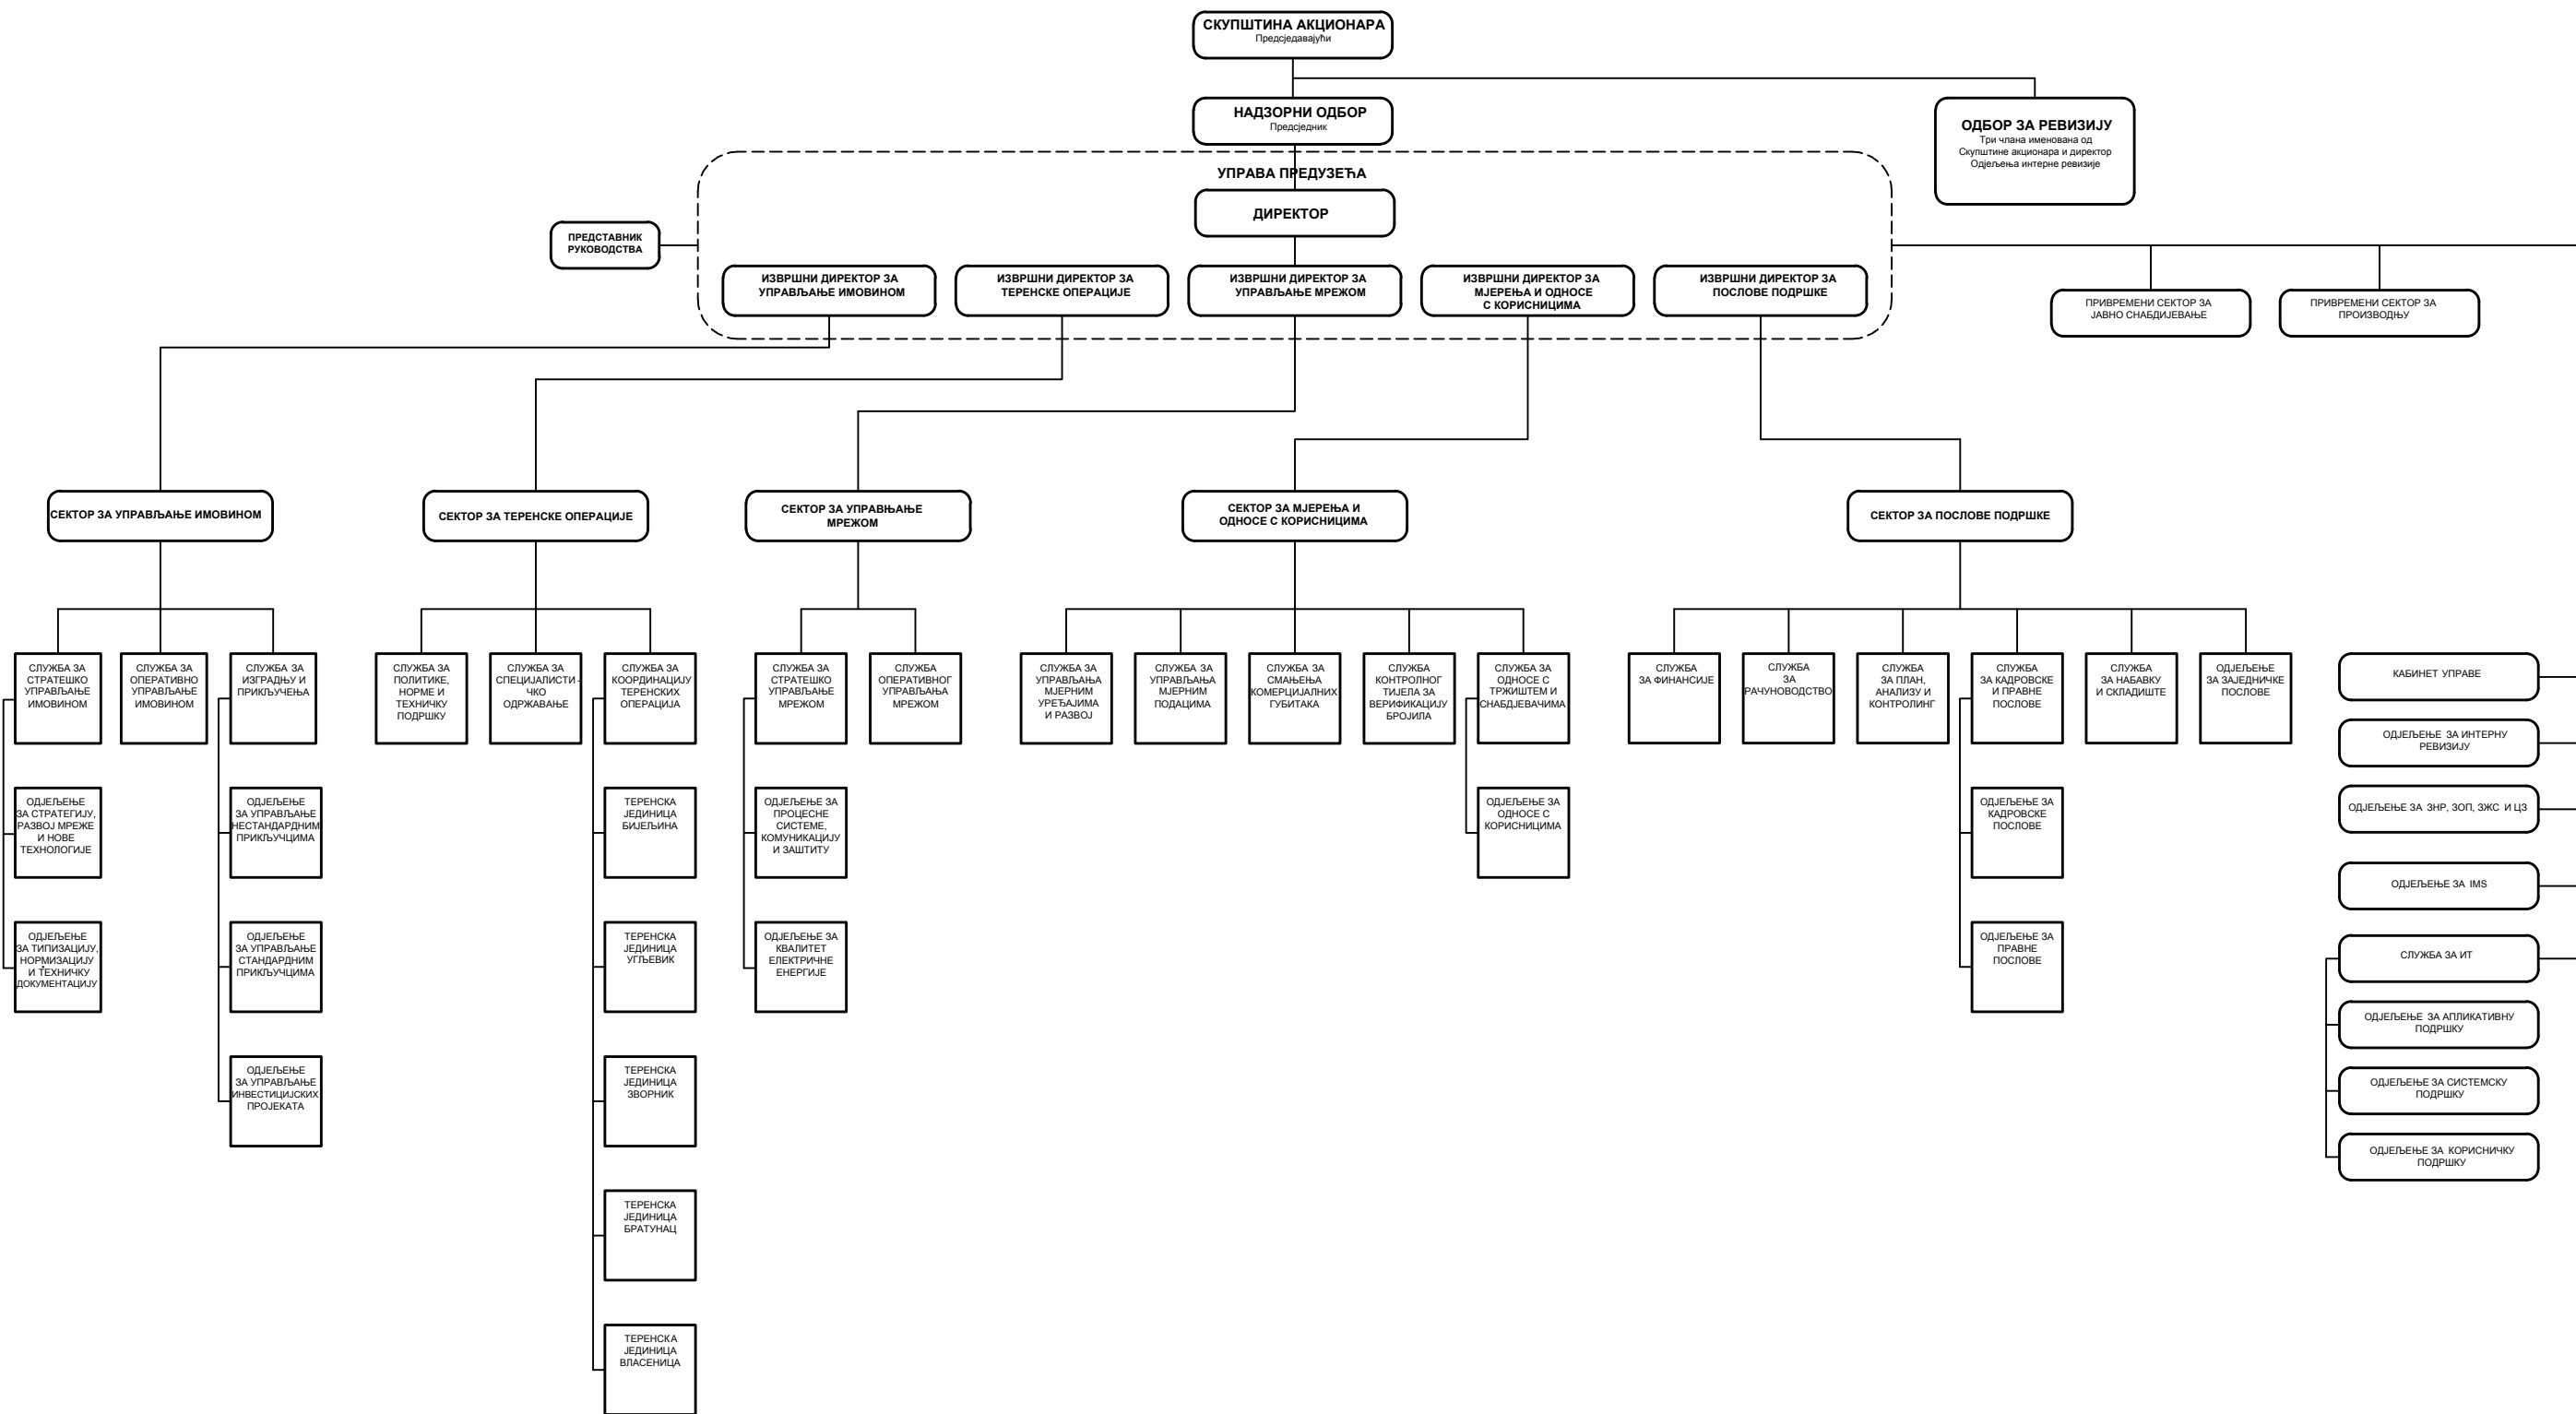 СКУПШТИНА АКЦИОНАРА
Предсједавајући
НАДЗОРНИ ОДБОР
Предсједник
ОДБОР ЗА РЕВИЗИЈУ
Три члана именована од
Скупштине акционара и директор
Одјељења интерне ревизије
УПРАВА ПРЕДУЗЕЋА
ДИРЕКТОР
ПРЕДСТАВНИК
РУКОВОДСТВА
ИЗВРШНИ ДИРЕКТОР ЗА
УПРАВЉАЊЕ ИМОВИНОМ
ИЗВРШНИ ДИРЕКТОР ЗА
ТЕРЕНСКЕ ОПЕРАЦИЈЕ
ИЗВРШНИ ДИРЕКТОР ЗА
УПРАВЉАЊЕ МРЕЖОМ
ИЗВРШНИ ДИРЕКТОР ЗА
МЈЕРЕЊА И ОДНОСЕ
С КОРИСНИЦИМА
ИЗВРШНИ ДИРЕКТОР ЗА
ПОСЛОВЕ ПОДРШКЕ
ПРИВРЕМЕНИ СЕКТОР ЗА
ЈАВНО СНАБДИЈЕВАЊЕ
ПРИВРЕМЕНИ СЕКТОР ЗА
ПРОИЗВОДЊУ
СЕКТОР ЗА УПРАВЉАЊЕ ИМОВИНОМ
СЕКТОР ЗА ТЕРЕНСКЕ ОПЕРАЦИЈЕ
СЕКТОР ЗА УПРАВЊАЊЕ
МРЕЖОМ
СЕКТОР ЗА МЈЕРЕЊА И
ОДНОСЕ С КОРИСНИЦИМА
СЕКТОР ЗА ПОСЛОВЕ ПОДРШКЕ
СЛУЖБА ЗА
СТРАТЕШКО
УПРАВЉАЊЕ
ИМОВИНОМ
СЛУЖБА ЗА
ОПЕРАТИВНО
УПРАВЉАЊЕ
ИМОВИНОМ
СЛУЖБА ЗА
ИЗГРАДЊУ И
ПРИКЉУЧЕЊА
СЛУЖБА ЗА
ПОЛИТИКЕ,
НОРМЕ И
ТЕХНИЧКУ
ПОДРШКУ
СЛУЖБА ЗА
СПЕЦИЈАЛИСТИ -
ЧКО
ОДРЖАВАЊЕ
СЛУЖБА ЗА
КООРДИНАЦИЈУ
ТЕРЕНСКИХ
ОПЕРАЦИЈА
СЛУЖБА ЗА
СТРАТЕШКО
УПРАВЉАЊЕ
МРЕЖОМ
СЛУЖБА
ОПЕРАТИВНОГ
УПРАВЉАЊА
МРЕЖОМ
СЛУЖБА ЗА
УПРАВЉАЊА
МЈЕРНИМ
УРЕЂАЈИМА
И РАЗВОЈ
СЛУЖБА ЗА
УПРАВЉАЊА
МЈЕРНИМ
ПОДАЦИМА
СЛУЖБА ЗА
СМАЊЕЊА
КОМЕРЦИЈАЛНИХ
ГУБИТАКА
СЛУЖБА
КОНТРОЛНОГ
ТИЈЕЛА ЗА
ВЕРИФИКАЦИЈУ
БРОЈИЛА
СЛУЖБА ЗА
ОДНОСЕ С
ТРЖИШТЕМ И
СНАБДЈЕВАЧИМА
СЛУЖБА
ЗА ФИНАНСИЈЕ
СЛУЖБА
ЗА
РАЧУНОВОДСТВО
СЛУЖБА
ЗА ПЛАН,
АНАЛИЗУ И
КОНТРОЛИНГ
СЛУЖБА
ЗА КАДРОВСКЕ
И ПРАВНЕ
ПОСЛОВЕ
СЛУЖБА
ЗА НАБАВКУ
И СКЛАДИШТЕ
ОДЈЕЉЕЊЕ
ЗА ЗАЈЕДНИЧКЕ
ПОСЛОВЕ
КАБИНЕТ УПРАВЕ
ОДЈЕЉЕЊЕ ЗА ИНТЕРНУ
РЕВИЗИЈУ
ОДЈЕЉЕЊЕ
ЗА СТРАТЕГИЈУ,
РАЗВОЈ МРЕЖЕ
И НОВЕ
ТЕХНОЛОГИЈЕ
ОДЈЕЉЕЊЕ
ЗА УПРАВЉАЊЕ
НЕСТАНДАРДНИМ
ПРИКЉУЧЦИМА
ТЕРЕНСКА
ЈЕДИНИЦА
БИЈЕЉИНА
ОДЈЕЉЕЊЕ ЗА
ПРОЦЕСНЕ
СИСТЕМЕ,
КОМУНИКАЦИЈУ
И ЗАШТИТУ
ОДЈЕЉЕЊЕ ЗА
ОДНОСЕ С
КОРИСНИЦИМА
ОДЈЕЉЕЊЕ ЗА
КАДРОВСКЕ
ПОСЛОВЕ
ОДЈЕЉЕЊЕ ЗА ЗНР, ЗОП, ЗЖС И ЦЗ
ОДЈЕЉЕЊЕ ЗА IMS
ОДЈЕЉЕЊЕ
ЗА ТИПИЗАЦИЈУ,
НОРМИЗАЦИЈУ
И ТЕХНИЧКУ
ДОКУМЕНТАЦИЈУ
ОДЈЕЉЕЊЕ
ЗА УПРАВЉАЊЕ
СТАНДАРДНИМ
ПРИКЉУЧЦИМА
ТЕРЕНСКА
ЈЕДИНИЦА
УГЉЕВИК
ОДЈЕЉЕЊЕ ЗА
КВАЛИТЕТ
ЕЛЕКТРИЧНЕ
ЕНЕРГИЈЕ
ОДЈЕЉЕЊЕ ЗА
ПРАВНЕ
ПОСЛОВЕ
СЛУЖБА ЗА ИТ
ОДЈЕЉЕЊЕ ЗА АПЛИКАТИВНУ
ПОДРШКУ
ОДЈЕЉЕЊЕ
ЗА УПРАВЉАЊЕ
ИНВЕСТИЦИЈСКИХ
ПРОЈЕКАТА
ТЕРЕНСКА
ЈЕДИНИЦА
ЗВОРНИК
ОДЈЕЉЕЊЕ ЗА СИСТЕМСКУ
ПОДРШКУ
ОДЈЕЉЕЊЕ ЗА КОРИСНИЧКУ
ПОДРШКУ
ТЕРЕНСКА
ЈЕДИНИЦА
БРАТУНАЦ
ТЕРЕНСКА
ЈЕДИНИЦА
ВЛАСЕНИЦА